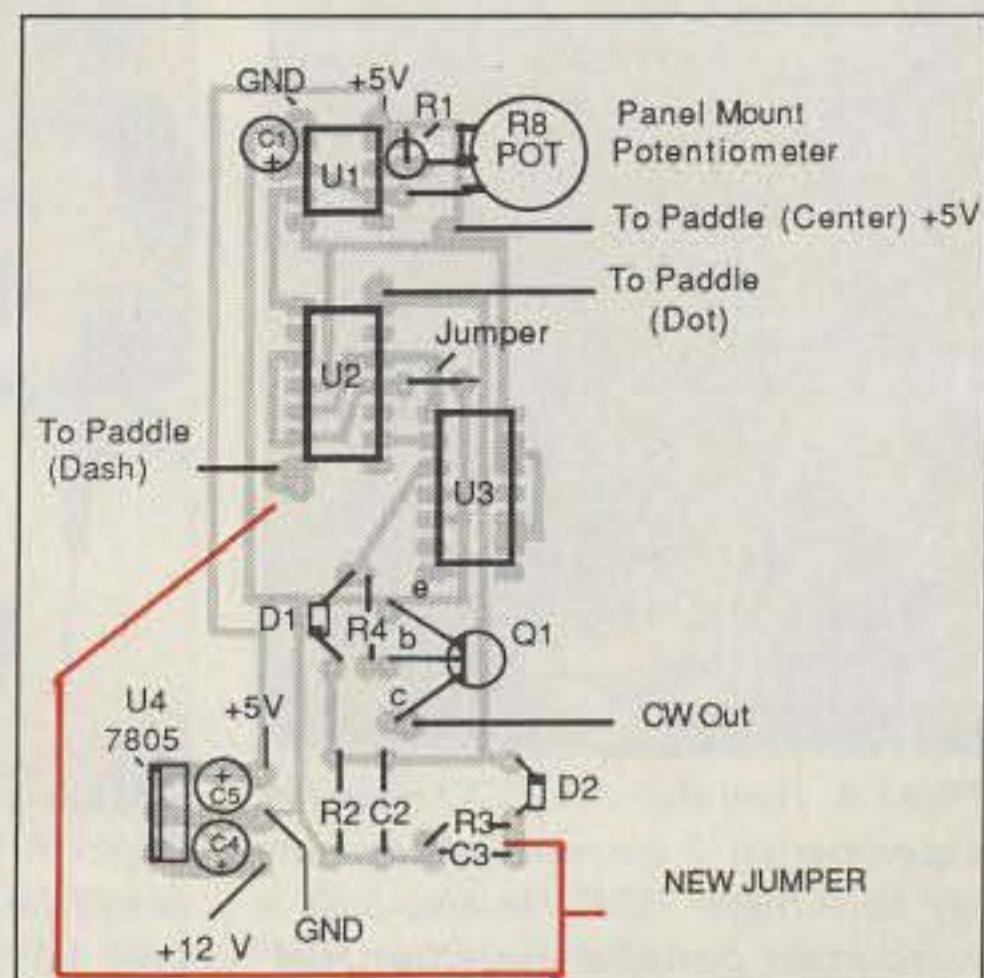 GND
+5V
R1
C1
+
U1
R8
POT
Panel Mount
Potentiometer
To Paddle (Center) +5V
To Paddle
(Dot)
Jumper
U2
To Paddle
(Dash)
U3
e
D1
R4
b
Q1
c
CW Out
U4
7805
+5V
+
C5
R2
C2
D2
R3
C3
C4
+
NEW JUMPER
GND
+12 V